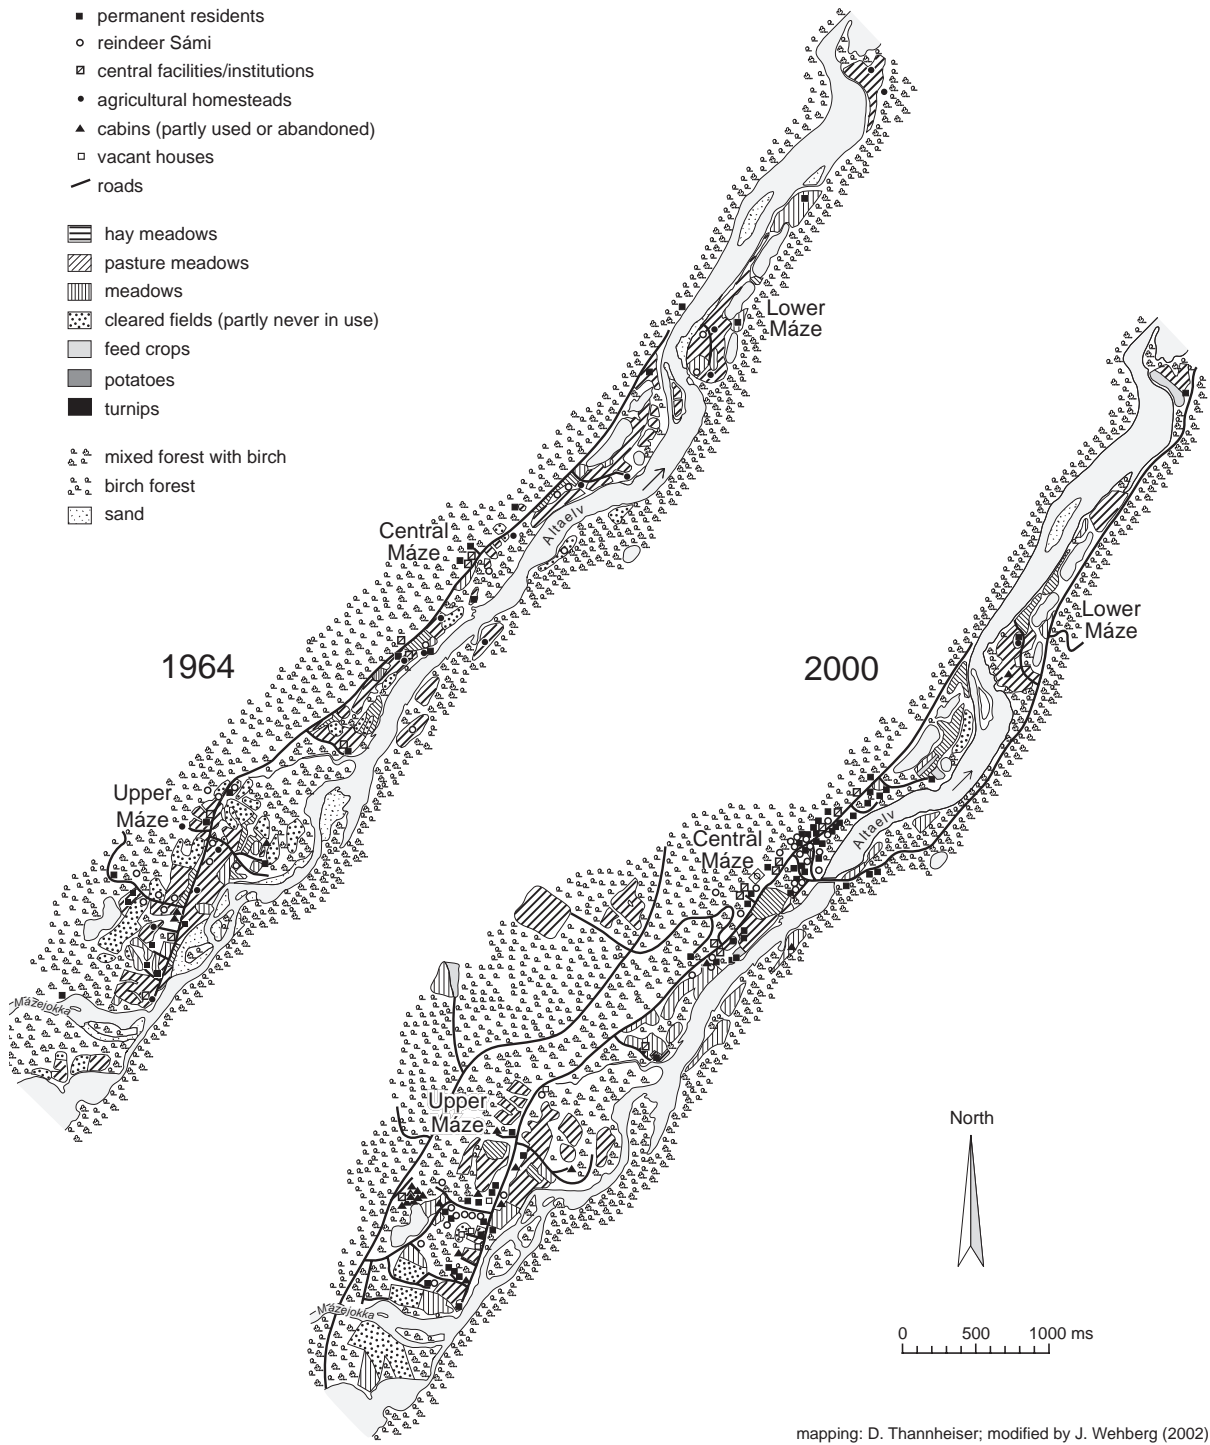 permanent residents
reindeer Sámi
central facilities/institutions
agricultural homesteads
cabins (partly used or abandoned)
vacant houses
roads
hay meadows
pasture meadows
meadows
cleared fields (partly never in use)
feed crops
potatoes
turnips
mixed forest with birch
birch forest
sand
Lower
Máze
Central
Máze
Altaelv
1964
Upper
Máze
Mázejokka
Lower
Máze
2000
Altaelv
Central
Máze
Upper
Máze
Mázejokka
North
0 500 1000 ms
mapping: D. Thannheiser; modified by J. Wehberg (2002)